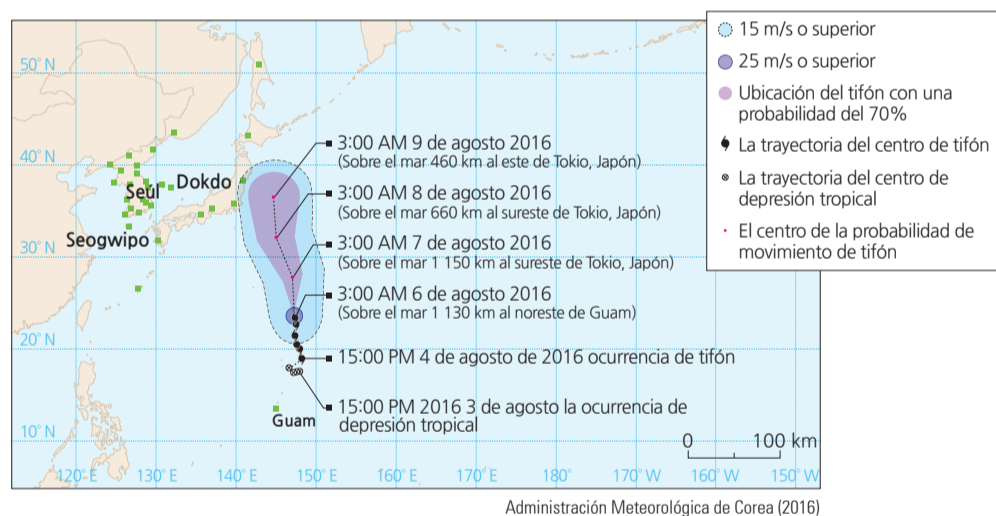 15 m/s o superior
25 m/s o superior
Ubicación del tifón con una
probabilidad del 70%
La trayectoria del centro de tifón
La trayectoria del centro de
depresión tropical
El centro de la probabilidad de
movimiento de tifón
50°N
40°N
30°N
20°N
10°N
Seúl
Dokdo
Seogwipo
Guam
3:00 AM 9 de agosto 2016
(Sobre el mar 460 km al este de Tokio, Japón)
3:00 AM 8 de agosto 2016
(Sobre el mar 660 km al sureste de Tokio, Japón)
3:00 AM 7 de agosto 2016
(Sobre el mar 1 150 km al sureste de Tokio, Japón)
3:00 AM 6 de agosto 2016
(Sobre el mar 1 130 km al noreste de Guam)
15:00 PM 4 de agosto de 2016 ocurrencia de tifón
15:00 PM 2016 3 de agosto la ocurrencia de
depresión tropical
0 100 km
120°E 130°E 140°E 150°E 160°E 170°E 180° 170°W 160°W 150°W
Administración Meteorológica de Corea (2016)